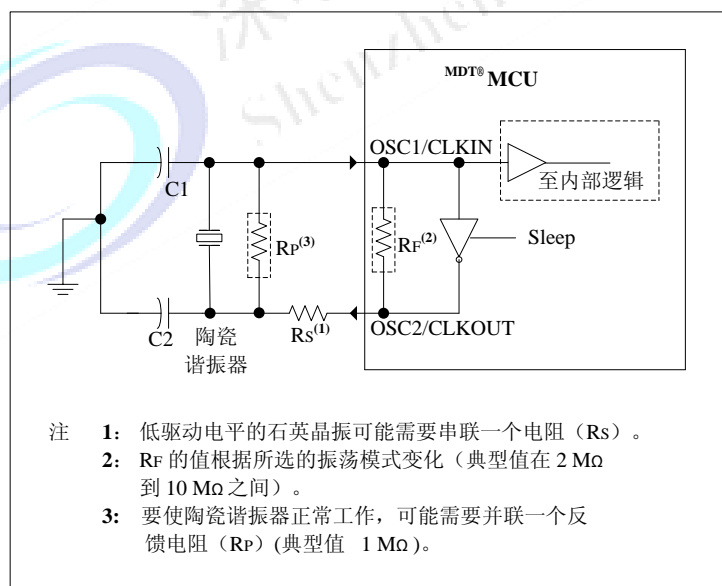 深
Shenzhen
MDT® MCU
OSC1/CLKIN
C1
至内部逻辑
RP(3)
RF(2)
Sleep
C2
陶瓷
谐振器
RS(1)
OSC2/CLKOUT
注 1: 低驱动电平的石英晶振可能需要串联一个电阻（Rs）。
2: RF 的值根据所选的振荡模式变化（典型值在 2 MΩ
到 10 MΩ 之间）。
3: 要使陶瓷谐振器正常工作，可能需要并联一个反
馈电阻（RP）(典型值 1 MΩ )。